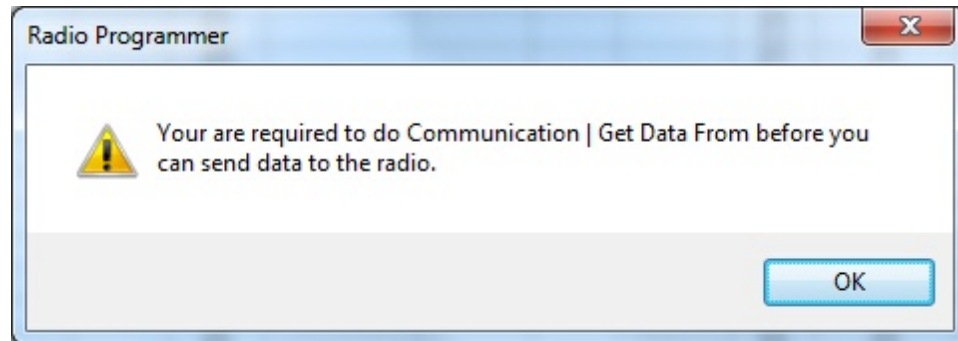 Radio Programmer
Your are required to do Communication | Get Data From before you
can send data to the radio.
OK